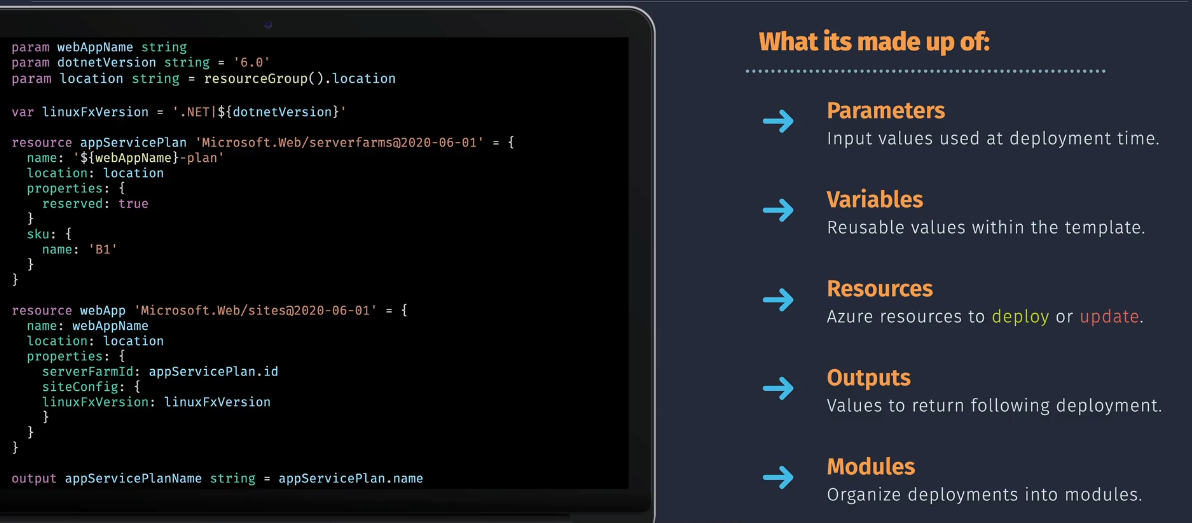 param webAppName string
param dotnetVersion string = '6.0'
param location string = resourceGroup().location
var linuxFxVersion = '.NET|${dotnetVersion}'
resource appServicePlan 'Microsoft.Web/serverfarms@2020-06-01' = {
  name: '${webAppName}-plan'
  location: location
  properties: {
    reserved: true
  }
  sku: {
    name: 'B1'
  }
}
resource webApp 'Microsoft.Web/sites@2020-06-01' = {
  name: webAppName
  location: location
  properties: {
    serverFarmId: appServicePlan.id
    siteConfig: {
    linuxFxVersion: linuxFxVersion
    }
  }
}
output appServicePlanName string = appServicePlan.name
What its made up of:
Parameters
Input values used at deployment time.
Variables
Reusable values within the template.
Resources
Azure resources to deploy or update.
Outputs
Values to return following deployment.
Modules
Organize deployments into modules.